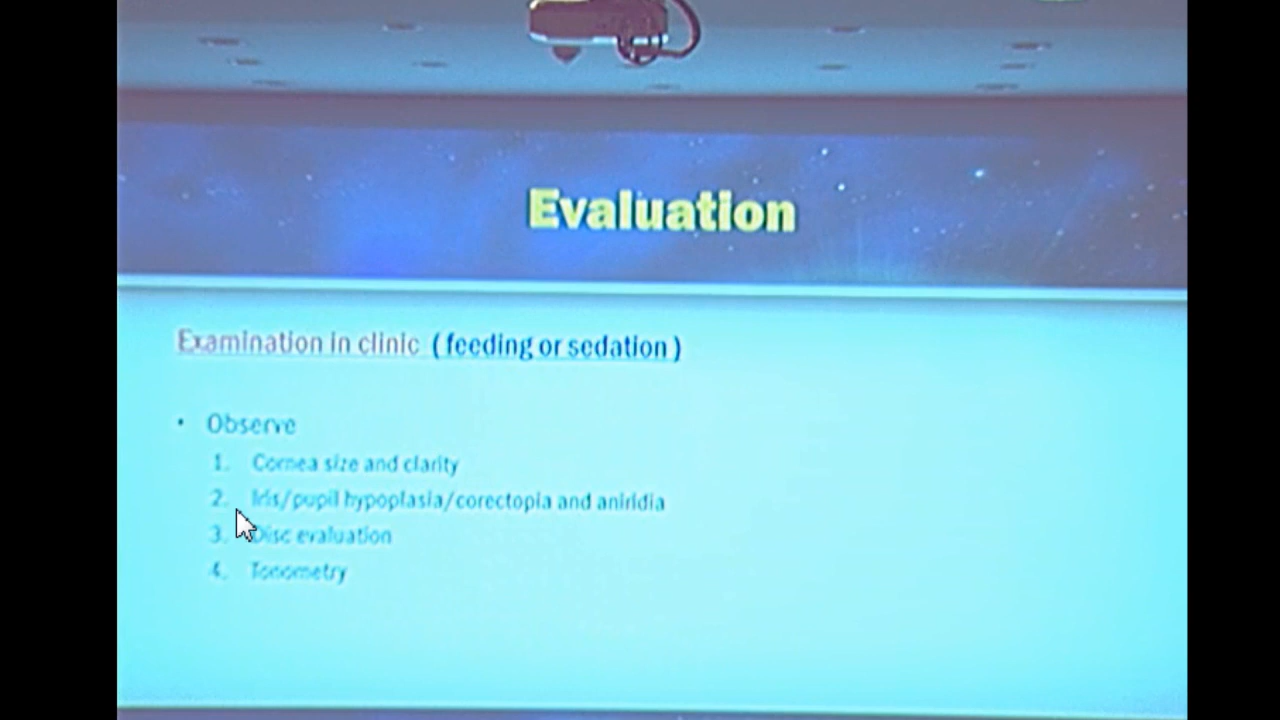 Evaluation
Examination in clinic ( feeding or sedation )
• Observe
1. Cornea size and clarity
2. Iris/pupil hypoplasia/corectopia and aniridia
3. Disc evaluation
4. Tonometry